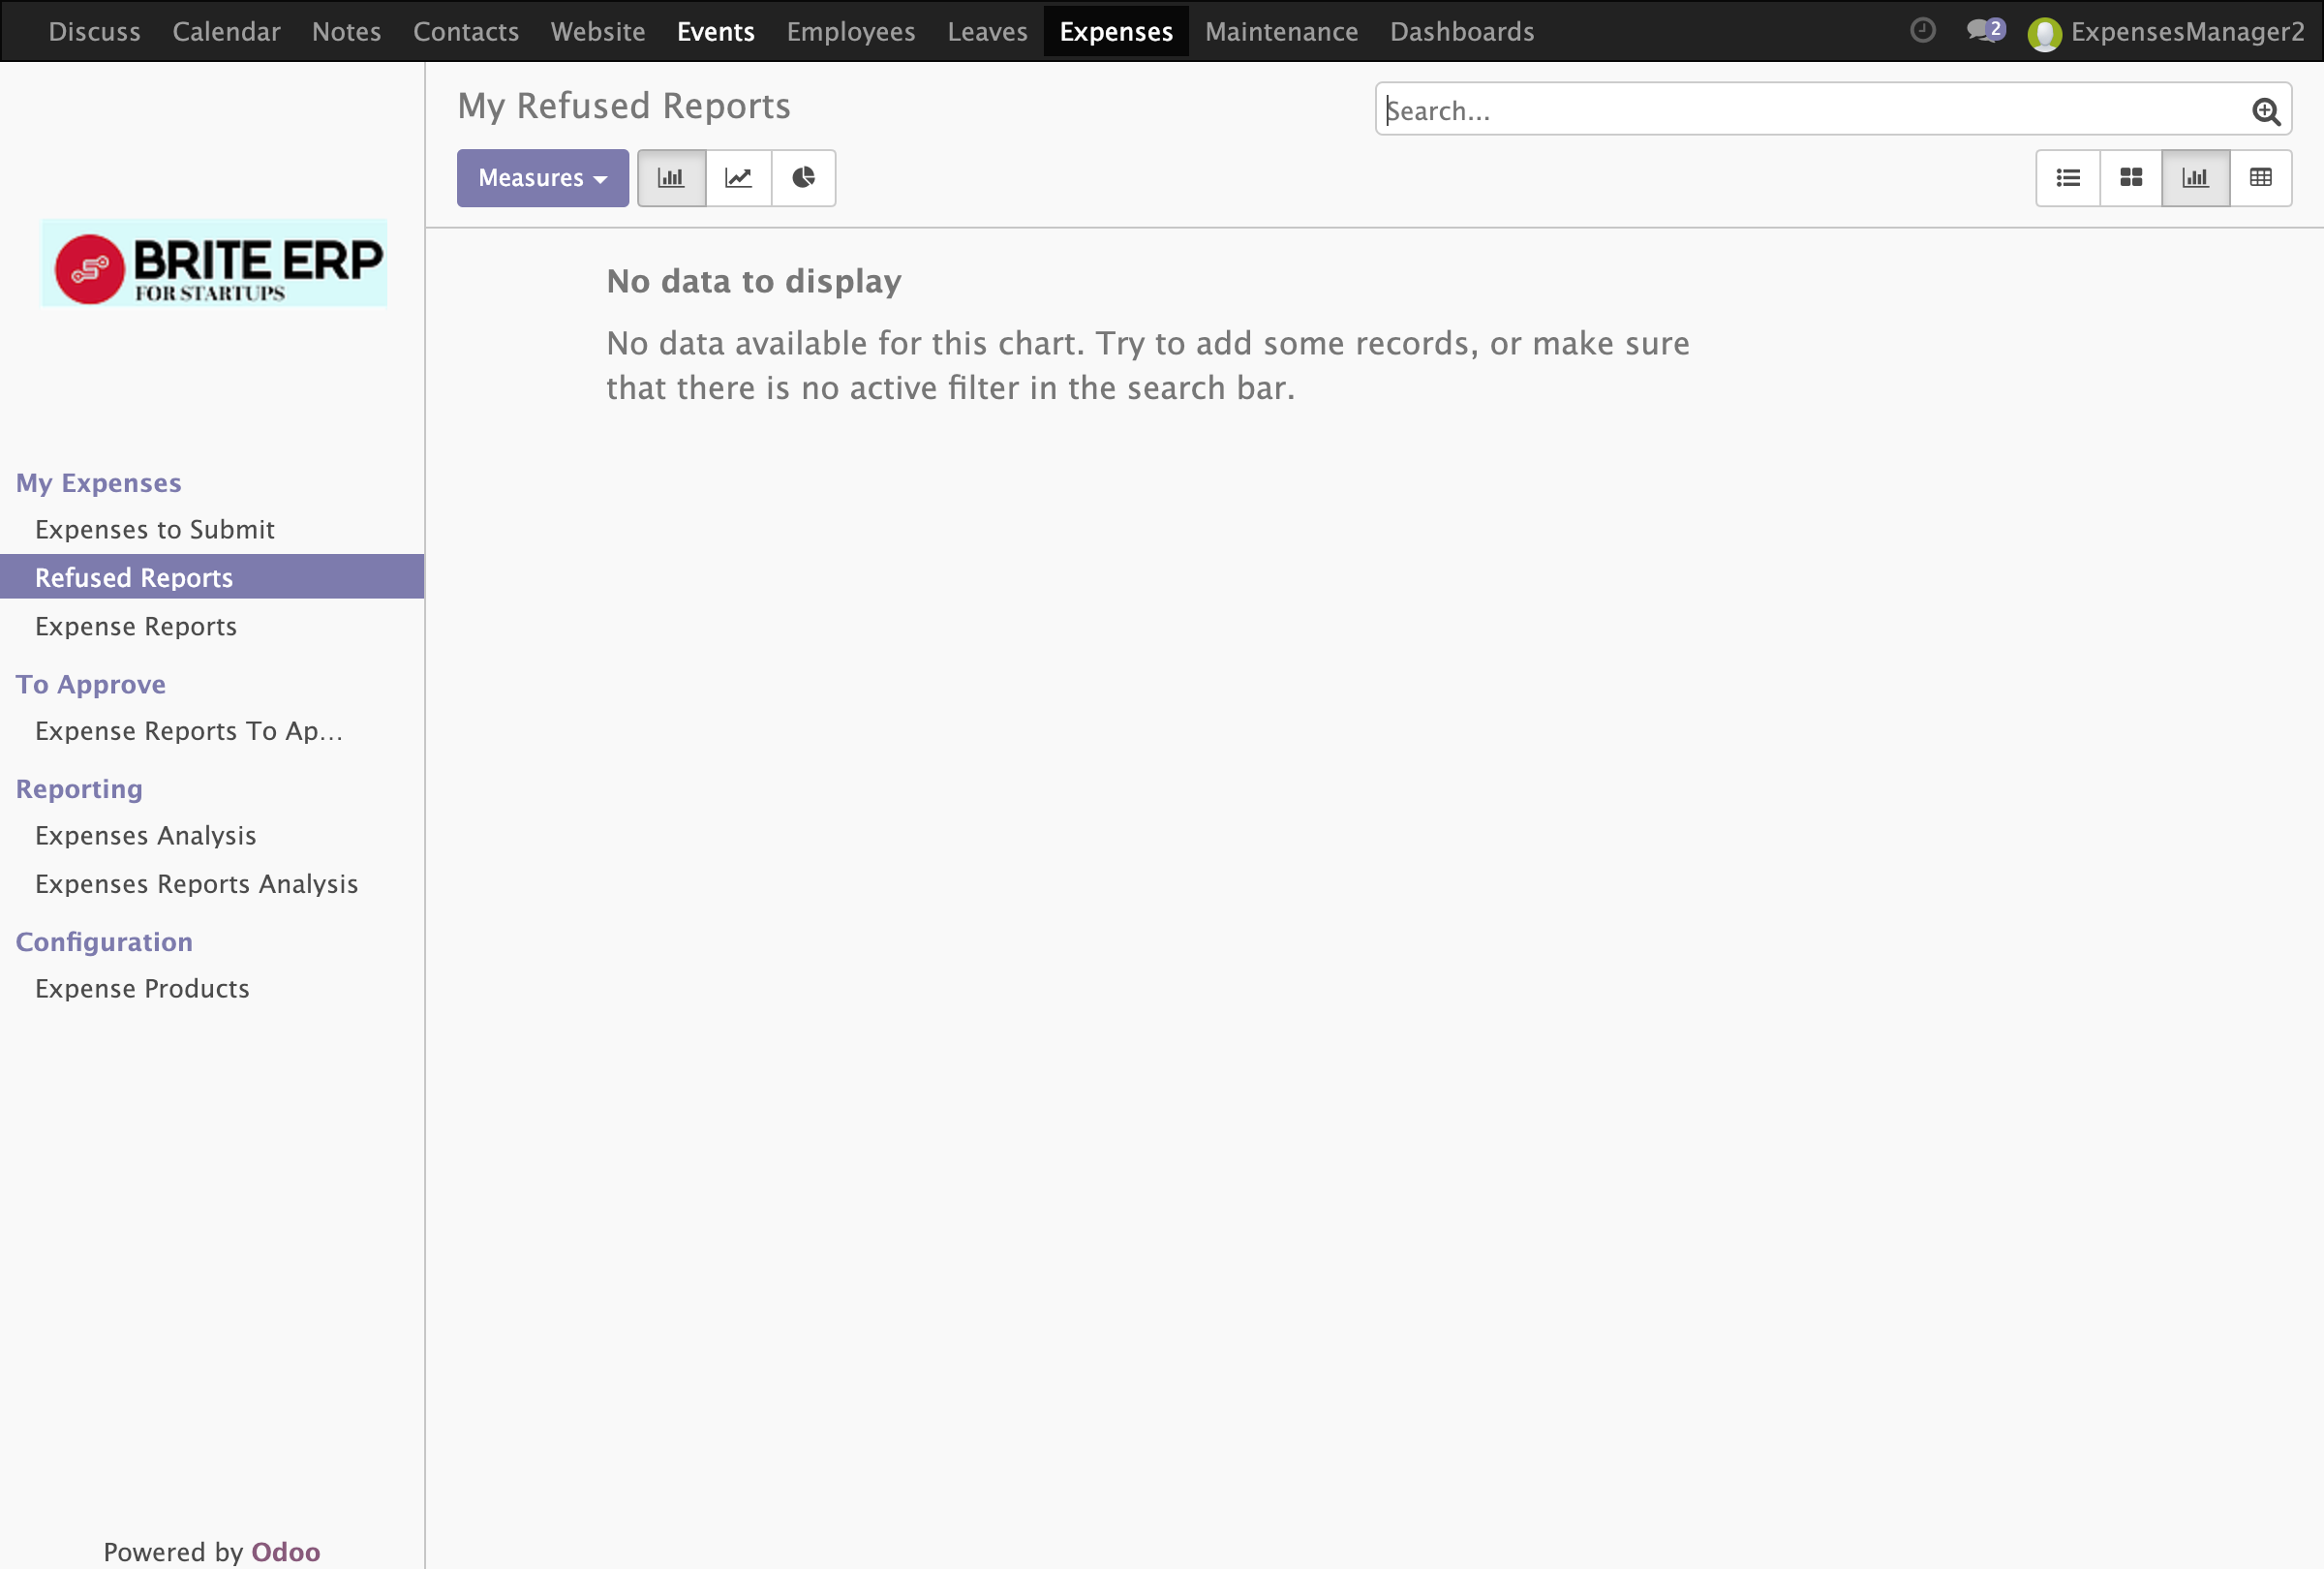 Discuss Calendar Notes Contacts Website Events Employees Leaves Expenses Maintenance Dashboards 2 ExpensesManager2
My Refused Reports
Search...
Measures
BRITE ERP
FOR STARTUPS
No data to display
No data available for this chart. Try to add some records, or make sure
that there is no active filter in the search bar.
My Expenses
Expenses to Submit
Refused Reports
Expense Reports
To Approve
Expense Reports To Ap...
Reporting
Expenses Analysis
Expenses Reports Analysis
Configuration
Expense Products
Powered by Odoo